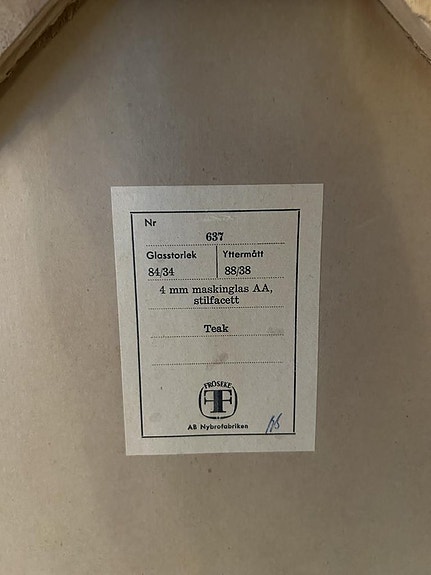 Nr
637
Glasstorlek Yttermått
84/34 88/38
4 mm maskinglas AA,
stilfacett
Teak
FRÖSEKE
F
AB Nybrofabriken